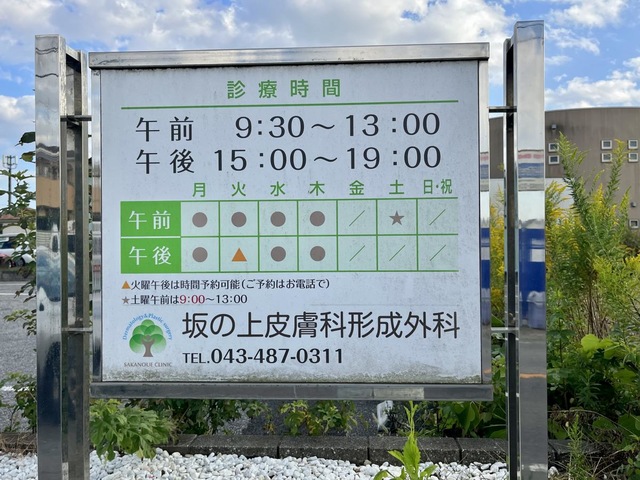 診療時間
午前 9:30～13:00
午後 15:00～19:00
月 火 水 木 金 土 日・祝
午前 ● ● ● ● ／ ★ ／
午後 ● ▲ ● ● ／ ／ ／
▲火曜午後は時間予約可能(ご予約はお電話で)
★土曜午前は9:00～13:00
Dermatology & Plastic surgery
SAKANOUE CLINIC
坂の上皮膚科形成外科
TEL.043-487-0311